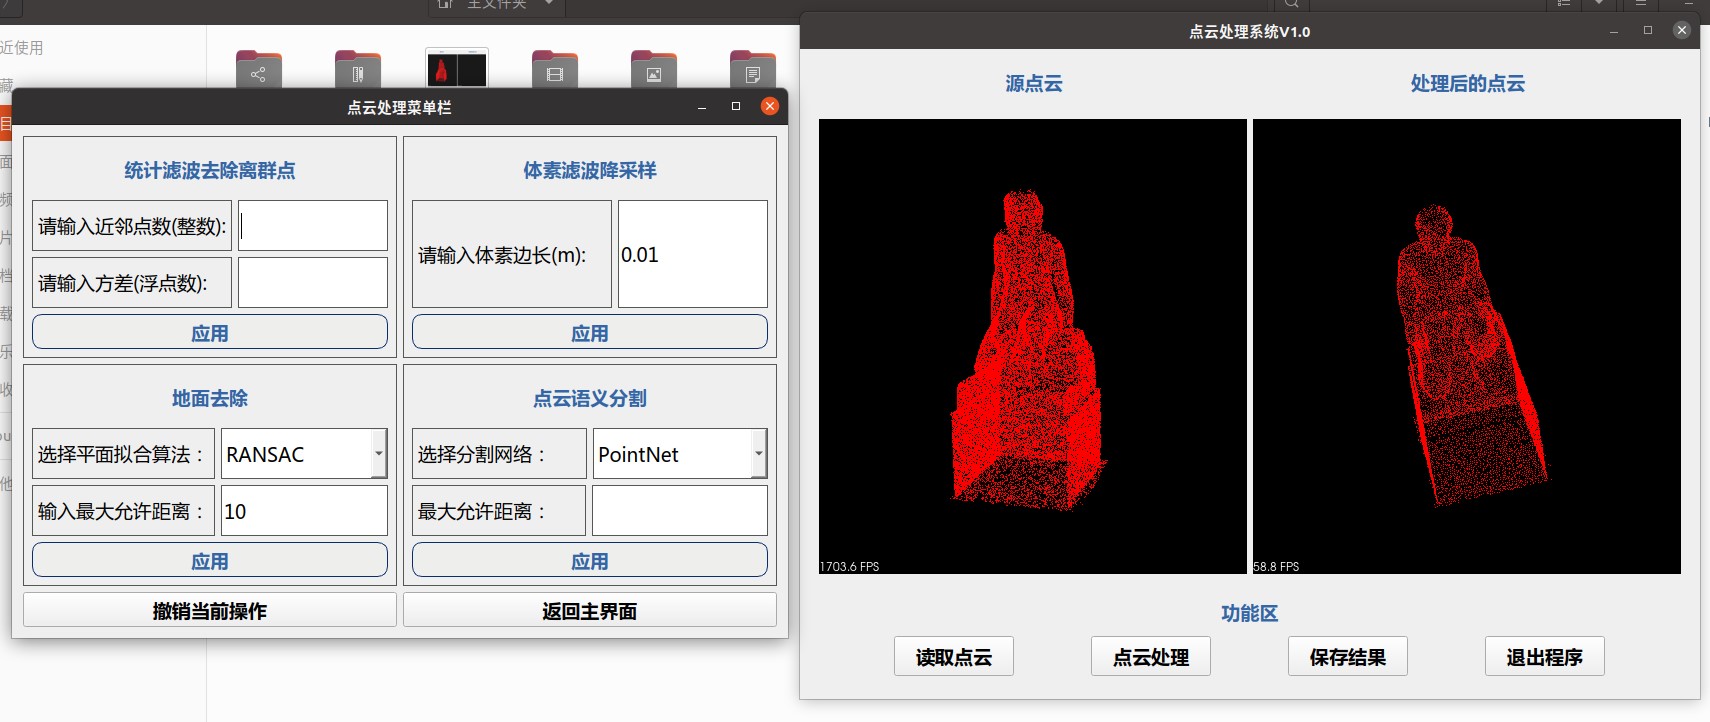 主文件夹
近使用
藏
目
面
频
片
档
载
乐
收
他
点云处理菜单栏
统计滤波去除离群点
请输入近邻点数(整数):
请输入方差(浮点数):
应用
体素滤波降采样
请输入体素边长(m):
0.01
应用
地面去除
选择平面拟合算法：
RANSAC
输入最大允许距离：
10
应用
点云语义分割
选择分割网络：
PointNet
最大允许距离：
应用
撤销当前操作
返回主界面
点云处理系统V1.0
源点云
处理后的点云
1703.6 FPS
58.8 FPS
功能区
读取点云
点云处理
保存结果
退出程序